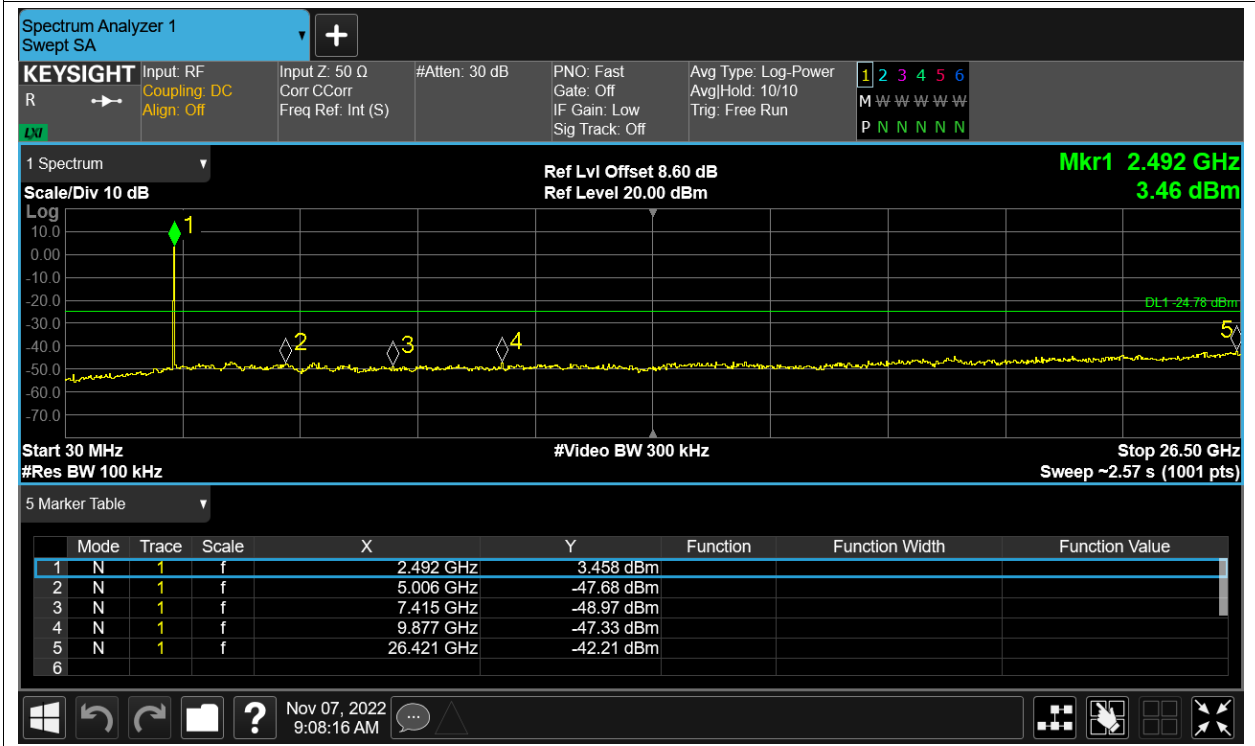 Spectrum Analyzer 1
Swept SA
KEYSIGHT
R
LXI
Input: RF
Coupling: DC
Align: Off
Input Z: 50 Ω
Corr CCorr
Freq Ref: Int (S)
#Atten: 30 dB
PNO: Fast
Gate: Off
IF Gain: Low
Sig Track: Off
Avg Type: Log-Power
Avg|Hold: 10/10
Trig: Free Run
1 2 3 4 5 6
M W W W W W
P N N N N N
1 Spectrum
Scale/Div 10 dB
Ref Lvl Offset 8.60 dB
Ref Level 20.00 dBm
Mkr1 2.492 GHz
3.46 dBm
Log
10.0
0.00
-10.0
-20.0
-30.0
-40.0
-50.0
-60.0
-70.0
1
2
3
4
5
DL1 -24.78 dBm
Start 30 MHz
#Video BW 300 kHz
Stop 26.50 GHz
#Res BW 100 kHz
Sweep ~2.57 s (1001 pts)
5 Marker Table
Mode Trace Scale X Y Function Function Width Function Value
1 N 1 f 2.492 GHz 3.458 dBm
2 N 1 f 5.006 GHz -47.68 dBm
3 N 1 f 7.415 GHz -48.97 dBm
4 N 1 f 9.877 GHz -47.33 dBm
5 N 1 f 26.421 GHz -42.21 dBm
6
?
Nov 07, 2022
9:08:16 AM